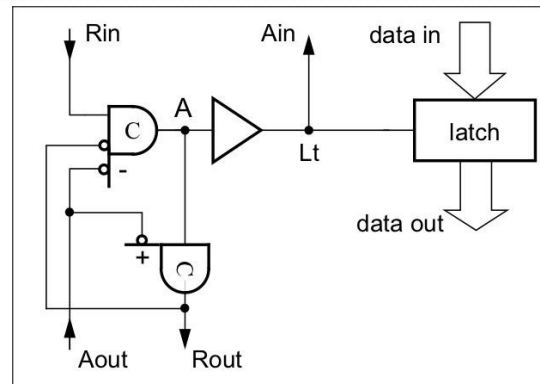 Rin
Ain
data in
C
A
latch
-
Lt
data out
+
C
Aout
Rout